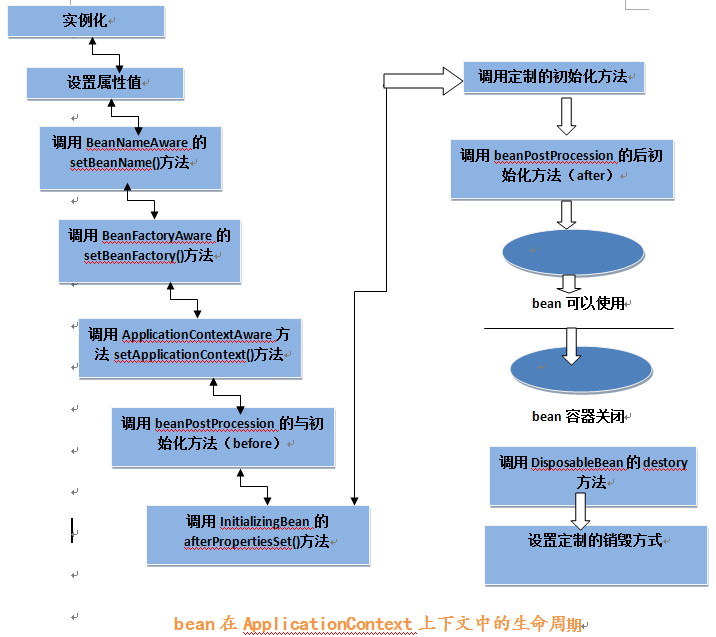 实例化
设置属性值
调用 BeanNameAware 的
setBeanName()方法
调用 BeanFactoryAware 的
setBeanFactory()方法
调用 ApplicationContextAware 方
法 setApplicationContext()方法
调用 beanPostProcession 的与初
始化方法（before）
调用 InitializingBean 的
afterPropertiesSet()方法
调用定制的初始化方法
调用 beanPostProcession 的后初
始化方法（after）
bean 可以使用
bean 容器关闭
调用 DisposableBean 的 destory
方法
设置定制的销毁方式
bean 在 ApplicationContext 上下文中的生命周期